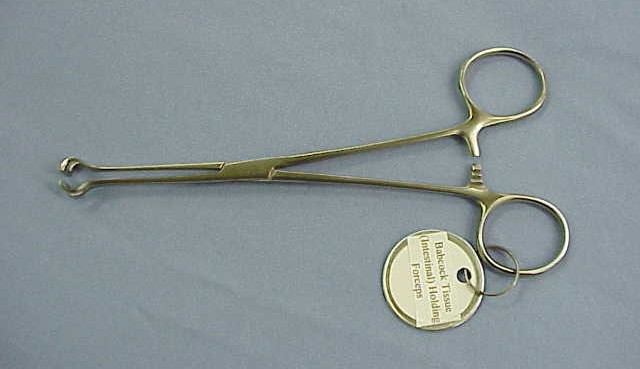 Babcock Tissue
(Intestinal) Holding
Forceps